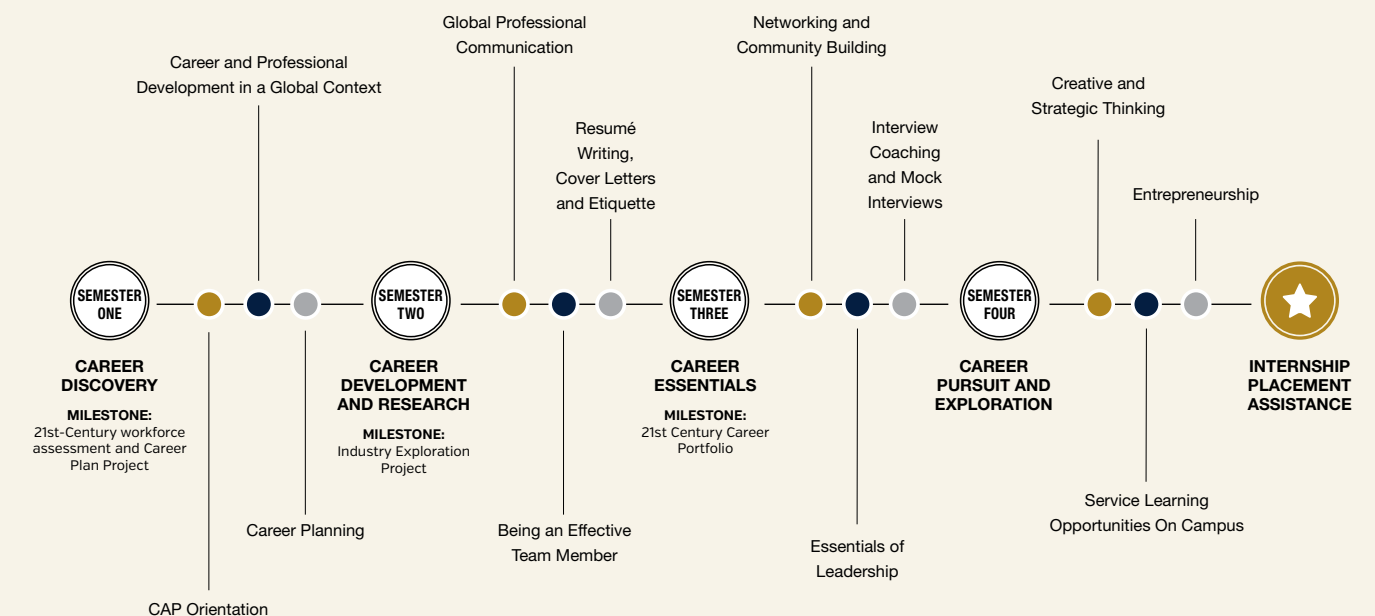 Global Professional
Communication
Networking and
Community Building
Career and Professional
Development in a Global Context
Creative and
Strategic Thinking
Resumé
Writing,
Cover Letters
and Etiquette
Interview
Coaching
and Mock
Interviews
Entrepreneurship
SEMESTER
ONE
SEMESTER
TWO
SEMESTER
THREE
SEMESTER
FOUR
CAREER
DISCOVERY
MILESTONE:
21st-Century workforce
assessment and Career
Plan Project
CAREER
DEVELOPMENT
AND RESEARCH
MILESTONE:
Industry Exploration
Project
CAREER
ESSENTIALS
MILESTONE:
21st Century Career
Portfolio
CAREER
PURSUIT AND
EXPLORATION
INTERNSHIP
PLACEMENT
ASSISTANCE
Career Planning
Being an Effective
Team Member
Essentials of
Leadership
Service Learning
Opportunities On Campus
CAP Orientation